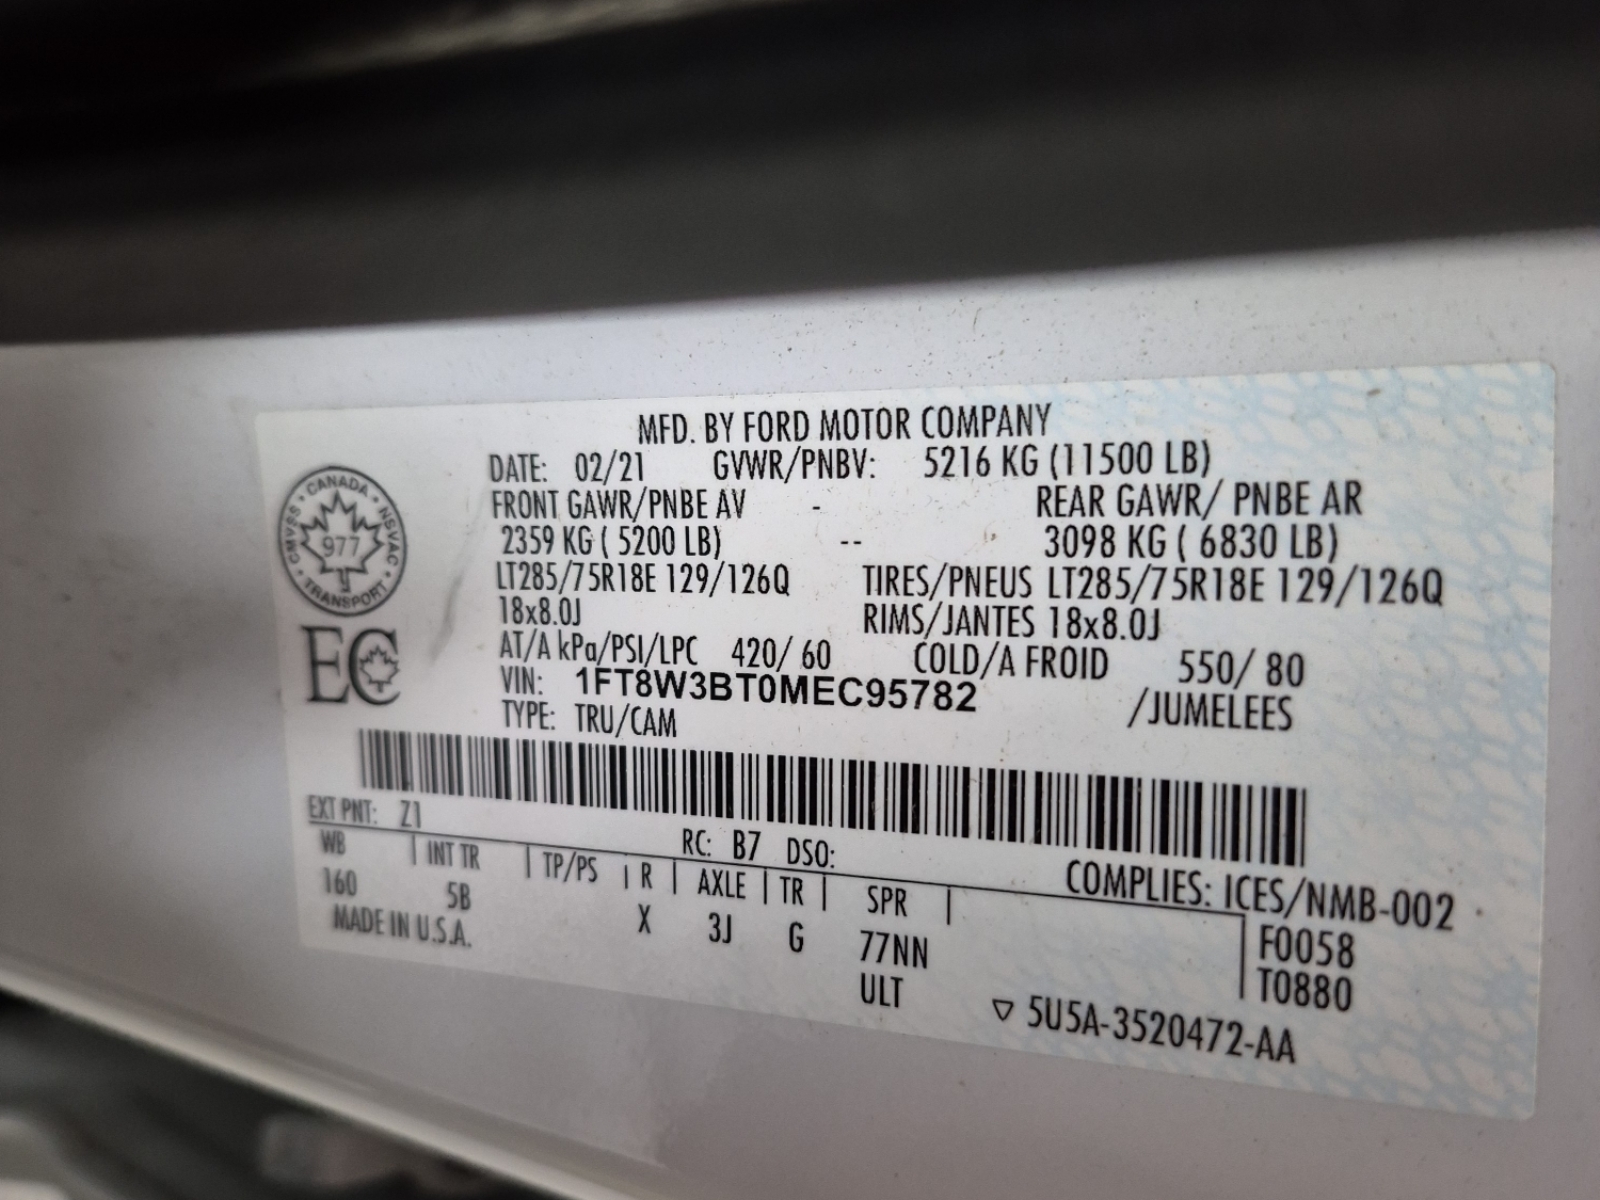 MFD. BY FORD MOTOR COMPANY
DATE: 02/21 GVWR/PNBV: 5216 KG (11500 LB)
FRONT GAWR/PNBE AV - REAR GAWR/ PNBE AR
2359 KG ( 5200 LB) -- 3098 KG ( 6830 LB)
LT285/75R18E 129/126Q TIRES/PNEUS LT285/75R18E 129/126Q
18x8.0J RIMS/JANTES 18x8.0J
AT/A kPa/PSI/LPC 420/ 60 COLD/A FROID 550/ 80
VIN: 1FT8W3BT0MEC95782 /JUMELEES
TYPE: TRU/CAM
CANADA
CMVSS 977 NSVAC
TRANSPORT
EC
EXT PNT: Z1 RC: B7 DSO:
COMPLIES: ICES/NMB-002
WB | INT TR | TP/PS | R | AXLE | TR | SPR |
160 5B X 3J G 77NN
ULT
F0058
T0880
MADE IN U.S.A.
▽ 5U5A-3520472-AA